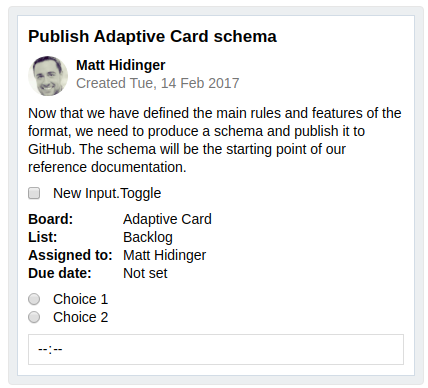 Publish Adaptive Card schema
Matt Hidinger
Created Tue, 14 Feb 2017
Now that we have defined the main rules and features of the
format, we need to produce a schema and publish it to
GitHub. The schema will be the starting point of our
reference documentation.
New Input.Toggle
Board: Adaptive Card
List: Backlog
Assigned to: Matt Hidinger
Due date: Not set
Choice 1
Choice 2
--:--